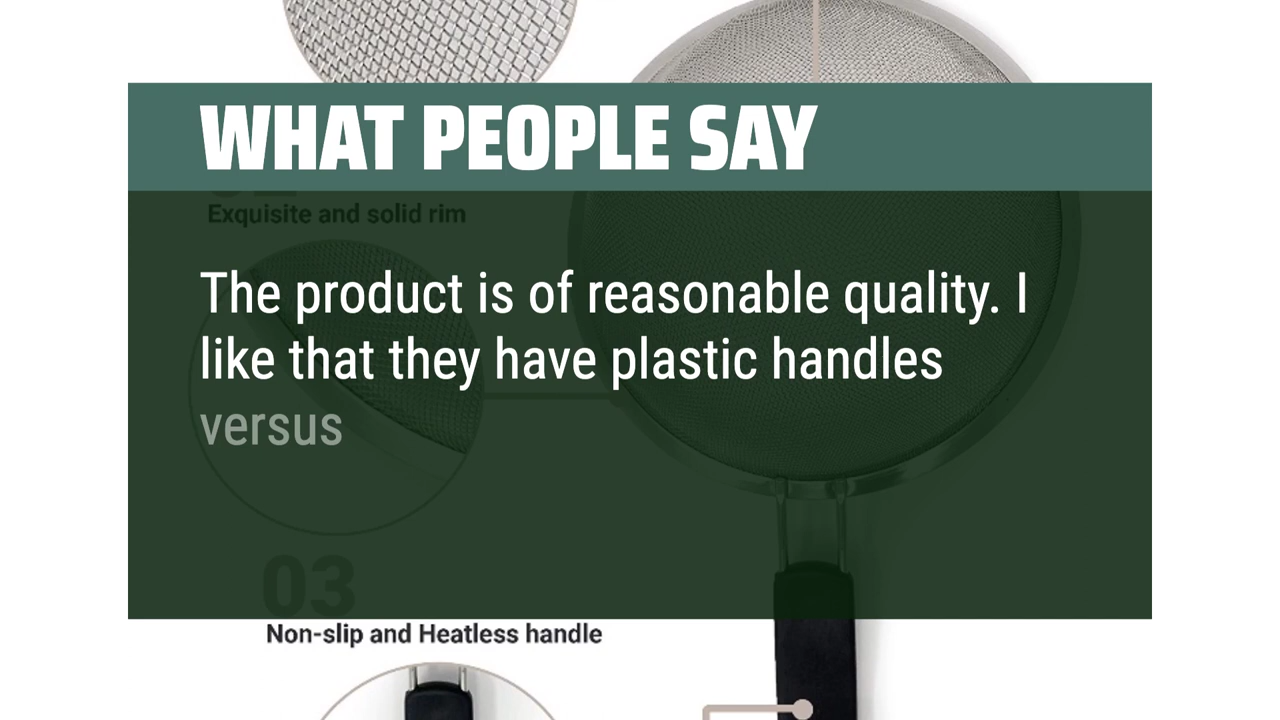 WHAT PEOPLE SAY
Exquisite and solid rim
The product is of reasonable quality. I
like that they have plastic handles
versus
03
Non-slip and Heatless handle